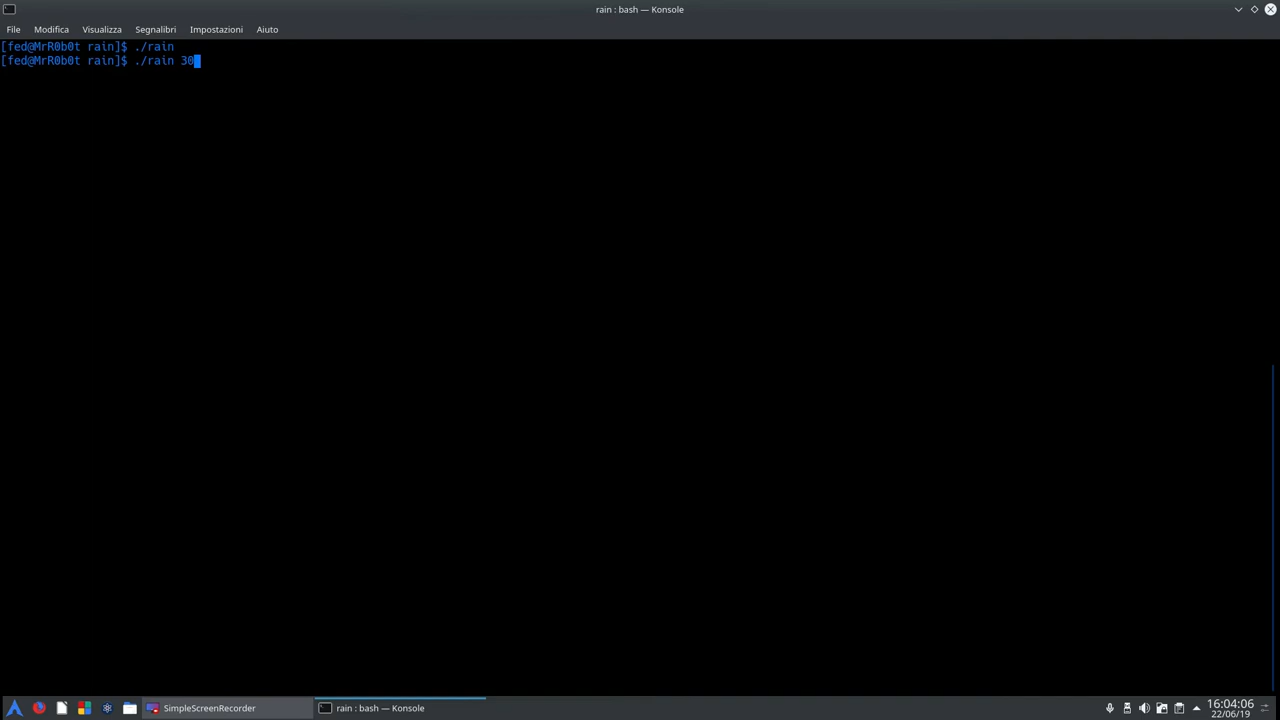 rain : bash — Konsole
File Modifica Visualizza Segnalibri Impostazioni Aiuto
[fed@MrR0b0t rain]$ ./rain
[fed@MrR0b0t rain]$ ./rain 30
SimpleScreenRecorder
rain : bash — Konsole
16:04:06
22/06/19